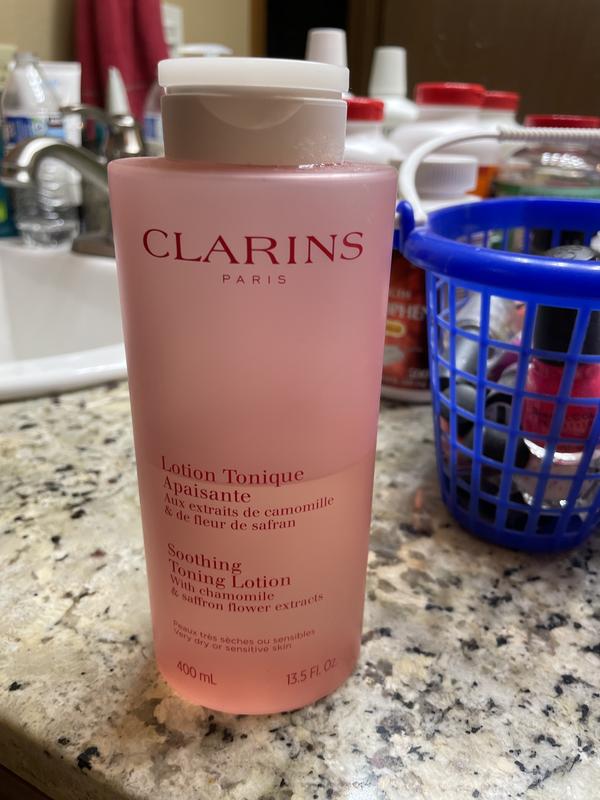 CLARINS
PARIS
Lotion Tonique
Apaisante
Aux extraits de camomille
& de fleur de safran
Soothing
Toning Lotion
With chamomile
& saffron flower extracts
Peaux très sèches ou sensibles
Very dry or sensitive skin
400 mL 13.5 Fl. Oz.